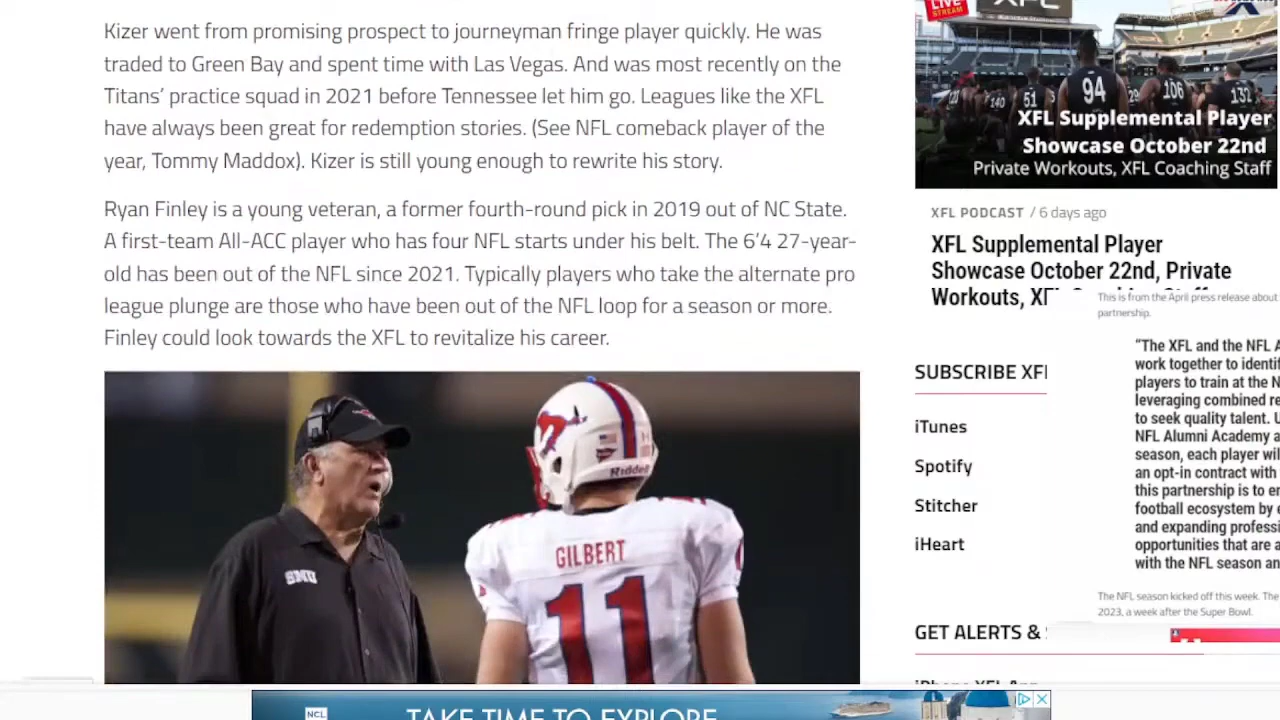 Kizer went from promising prospect to journeyman fringe player quickly. He was
traded to Green Bay and spent time with Las Vegas. And was most recently on the
Titans’ practice squad in 2021 before Tennessee let him go. Leagues like the XFL
have always been great for redemption stories. (See NFL comeback player of the
year, Tommy Maddox). Kizer is still young enough to rewrite his story.
Ryan Finley is a young veteran, a former fourth-round pick in 2019 out of NC State.
A first-team All-ACC player who has four NFL starts under his belt. The 6’4 27-year-
old has been out of the NFL since 2021. Typically players who take the alternate pro
league plunge are those who have been out of the NFL loop for a season or more.
Finley could look towards the XFL to revitalize his career.
Riddell
GILBERT
11
SMU
LIVE
STREAM
XFL
140
51
94
29
106
132
XFL Supplemental Player
Showcase October 22nd
Private Workouts, XFL Coaching Staff
XFL PODCAST / 6 days ago
XFL Supplemental Player
Showcase October 22nd, Private
Workouts,
This is from the April press release about
partnership.
“The XFL and the NFL A
work together to identif
players to train at the N
leveraging combined re
to seek quality talent. U
NFL Alumni Academy a
season, each player wil
an opt-in contract with
this partnership is to e
football ecosystem by e
and expanding profess
opportunities that are a
with the NFL season an
The NFL season kicked off this week. The
2023, a week after the Super Bowl.
SUBSCRIBE XF
iTunes
Spotify
Stitcher
iHeart
GET ALERTS &
iPhone XFL App
NCL
TAKE TIME TO EXPLORE